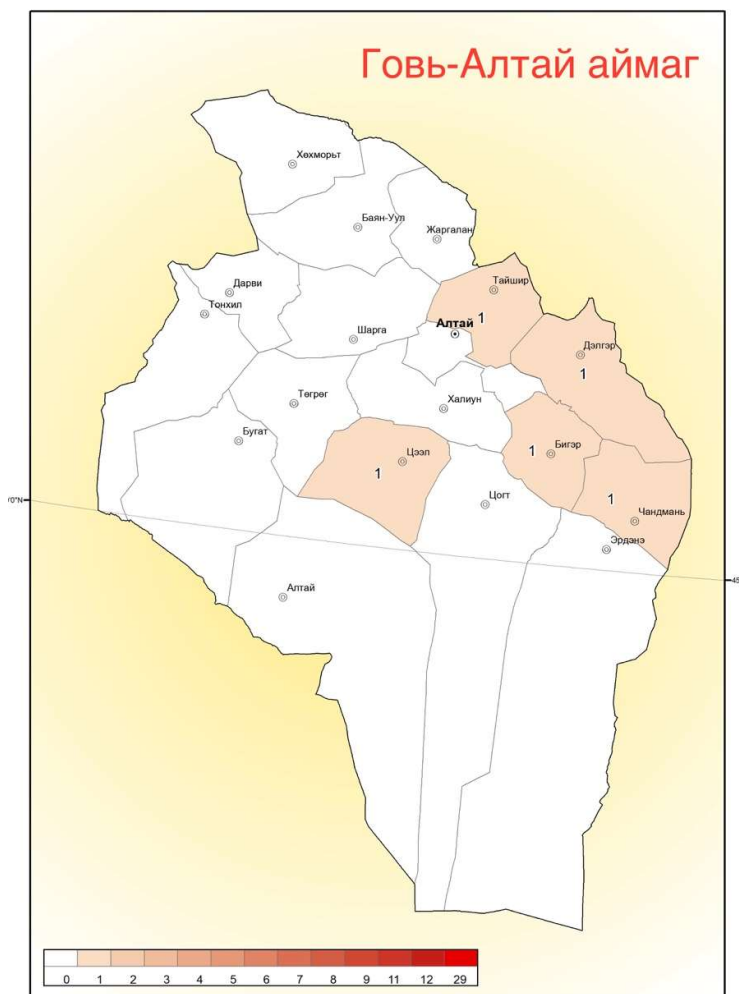 Говь-Алтай аймаг
Хөхморьт
Баян-Уул
Жаргалан
Тайшир
Дарви
Тонхил
1
Алтай
Шарга
Дэлгэр
1
Төгрөг
Халиун
Бугат
1
Бигэр
Цээл
1
1
Цогт
70°N
Чандмань
Эрдэнэ
45
Алтай
0 1 2 3 4 5 6 7 8 9 11 12 29